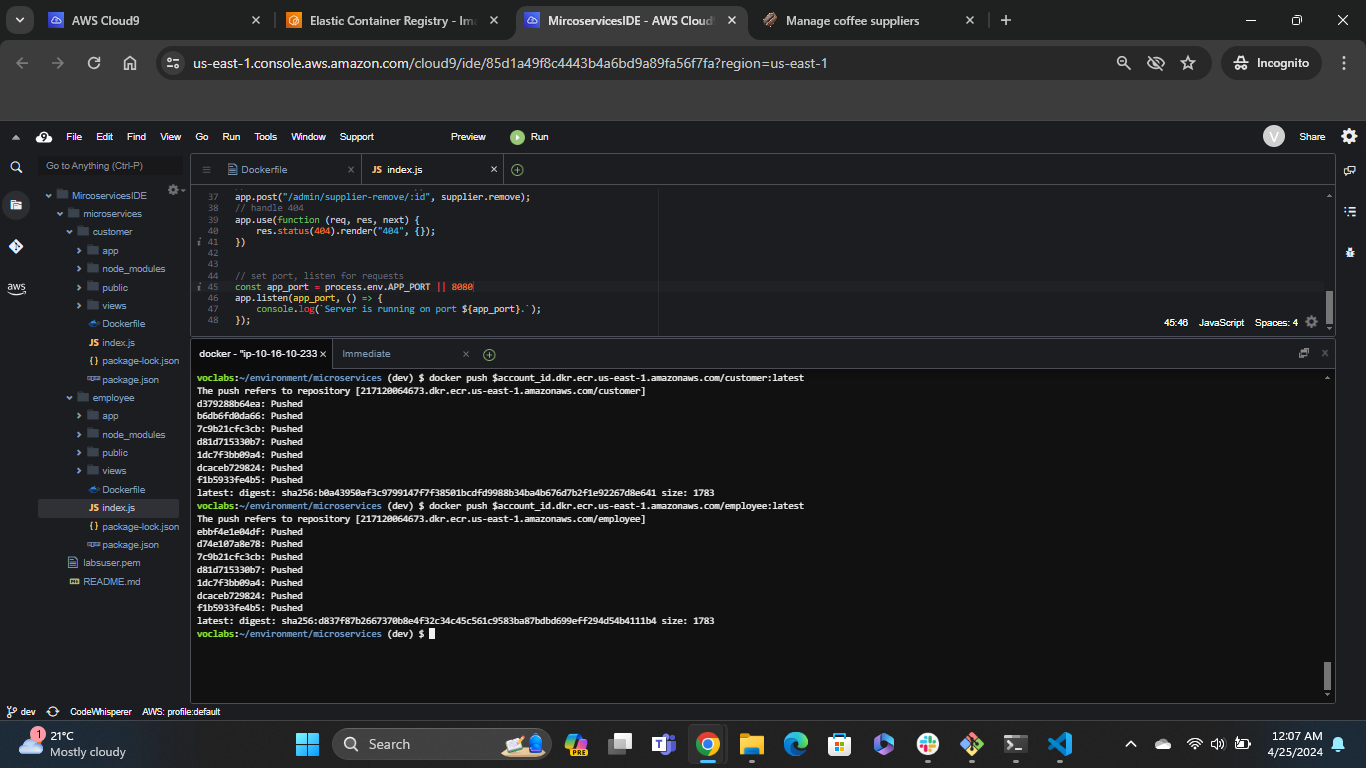 AWS Cloud9
Elastic Container Registry - Ima
MircoservicesIDE - AWS Cloud9
Manage coffee suppliers
us-east-1.console.aws.amazon.com/cloud9/ide/85d1a49f8c4443b4a6bd9a89fa56f7fa?region=us-east-1
Incognito
9 File Edit Find View Go Run Tools Window Support Preview Run V Share
Go to Anything (Ctrl-P)
Dockerfile
JS index.js
MircoservicesIDE
microservices
customer
app
node_modules
public
views
Dockerfile
JS index.js
{} package-lock.json
package.json
employee
app
node_modules
public
views
Dockerfile
JS index.js
{} package-lock.json
package.json
labsuser.pem
README.md
aws
37 app.post("/admin/supplier-remove/:id", supplier.remove);
38 // handle 404
39 app.use(function (req, res, next) {
40 res.status(404).render("404", {});
41 })
42
43
44 // set port, listen for requests
45 const app_port = process.env.APP_PORT || 8080
46 app.listen(app_port, () => {
47 console.log(`Server is running on port ${app_port}.`);
48 });
45:46 JavaScript Spaces: 4
docker - "ip-10-16-10-233
Immediate
voclabs:~/environment/microservices (dev) $ docker push $account_id.dkr.ecr.us-east-1.amazonaws.com/customer:latest
The push refers to repository [217120064673.dkr.ecr.us-east-1.amazonaws.com/customer]
d379288b64ea: Pushed
b6db6fd0da66: Pushed
7c9b21cfc3cb: Pushed
d81d715330b7: Pushed
1dc7f3bb09a4: Pushed
dcaceb729824: Pushed
f1b5933fe4b5: Pushed
latest: digest: sha256:b0a43950af3c9799147f7f38501bcdfd9988b34ba4b676d7b2f1e92267d8e641 size: 1783
voclabs:~/environment/microservices (dev) $ docker push $account_id.dkr.ecr.us-east-1.amazonaws.com/employee:latest
The push refers to repository [217120064673.dkr.ecr.us-east-1.amazonaws.com/employee]
ebbf4e1e04df: Pushed
d74e107a8e78: Pushed
7c9b21cfc3cb: Pushed
d81d715330b7: Pushed
1dc7f3bb09a4: Pushed
dcaceb729824: Pushed
f1b5933fe4b5: Pushed
latest: digest: sha256:d837f87b2667370b8e4f32c34c45c561c9583ba87bdbd699eff294d54b4111b4 size: 1783
voclabs:~/environment/microservices (dev) $
dev CodeWhisperer AWS: profile:default
1
21°C
Mostly cloudy
Search
PRE
12:07 AM
4/25/2024